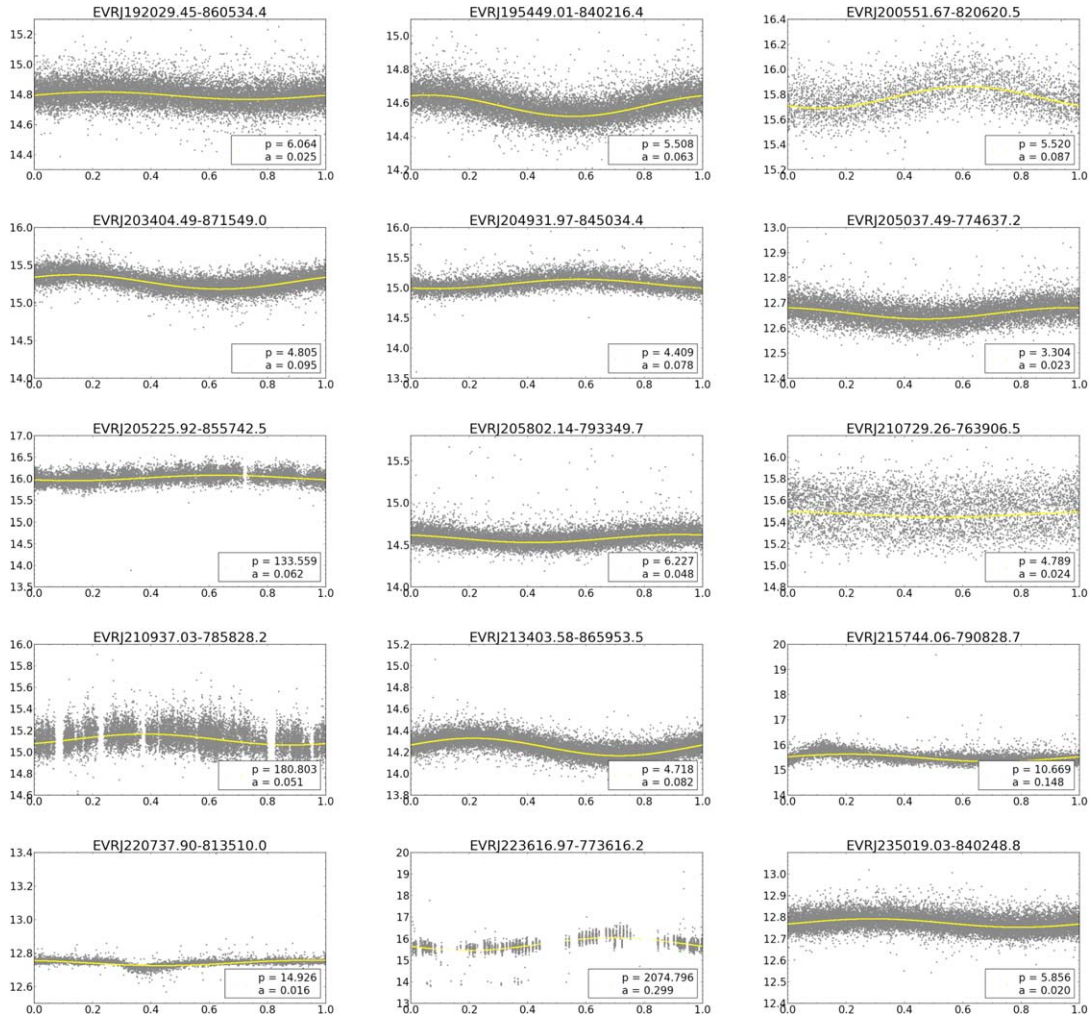 EVRJ192029.45-860534.4
15.2
15.0
14.8
14.6
14.4
p = 6.064
a = 0.025
0.0 0.2 0.4 0.6 0.8 1.0
EVRJ195449.01-840216.4
15.0
14.8
14.6
14.4
14.2
p = 5.508
a = 0.063
0.0 0.2 0.4 0.6 0.8 1.0
EVRJ200551.67-820620.5
16.4
16.2
16.0
15.8
15.6
15.4
15.2
p = 5.520
a = 0.087
0.0 0.2 0.4 0.6 0.8 1.0
EVRJ203404.49-871549.0
16.0
15.5
15.0
14.5
14.0
p = 4.805
a = 0.095
0.0 0.2 0.4 0.6 0.8 1.0
EVRJ204931.97-845034.4
16.0
15.5
15.0
14.5
14.0
13.5
p = 4.409
a = 0.078
0.0 0.2 0.4 0.6 0.8 1.0
EVRJ205037.49-774637.2
13.0
12.9
12.8
12.7
12.6
12.5
12.4
p = 3.304
a = 0.023
0.0 0.2 0.4 0.6 0.8 1.0
EVRJ205225.92-855742.5
17.0
16.5
16.0
15.5
15.0
14.5
14.0
13.5
p = 133.559
a = 0.062
0.0 0.2 0.4 0.6 0.8 1.0
EVRJ205802.14-793349.7
15.5
15.0
14.5
14.0
p = 6.227
a = 0.048
0.0 0.2 0.4 0.6 0.8 1.0
EVRJ210729.26-763906.5
16.0
15.8
15.6
15.4
15.2
15.0
14.8
p = 4.789
a = 0.024
0.0 0.2 0.4 0.6 0.8 1.0
EVRJ210937.03-785828.2
16.0
15.8
15.6
15.4
15.2
15.0
14.8
14.6
p = 180.803
a = 0.051
0.0 0.2 0.4 0.6 0.8 1.0
EVRJ213403.58-865953.5
15.2
15.0
14.8
14.6
14.4
14.2
14.0
13.8
p = 4.718
a = 0.082
0.0 0.2 0.4 0.6 0.8 1.0
EVRJ215744.06-790828.7
20
19
18
17
16
15
14
p = 10.669
a = 0.148
0.0 0.2 0.4 0.6 0.8 1.0
EVRJ220737.90-813510.0
13.4
13.2
13.0
12.8
12.6
p = 14.926
a = 0.016
0.0 0.2 0.4 0.6 0.8 1.0
EVRJ223616.97-773616.2
20
19
18
17
16
15
14
13
p = 2074.796
a = 0.299
0.0 0.2 0.4 0.6 0.8 1.0
EVRJ235019.03-840248.8
13.1
13.0
12.9
12.8
12.7
12.6
12.5
12.4
p = 5.856
a = 0.020
0.0 0.2 0.4 0.6 0.8 1.0